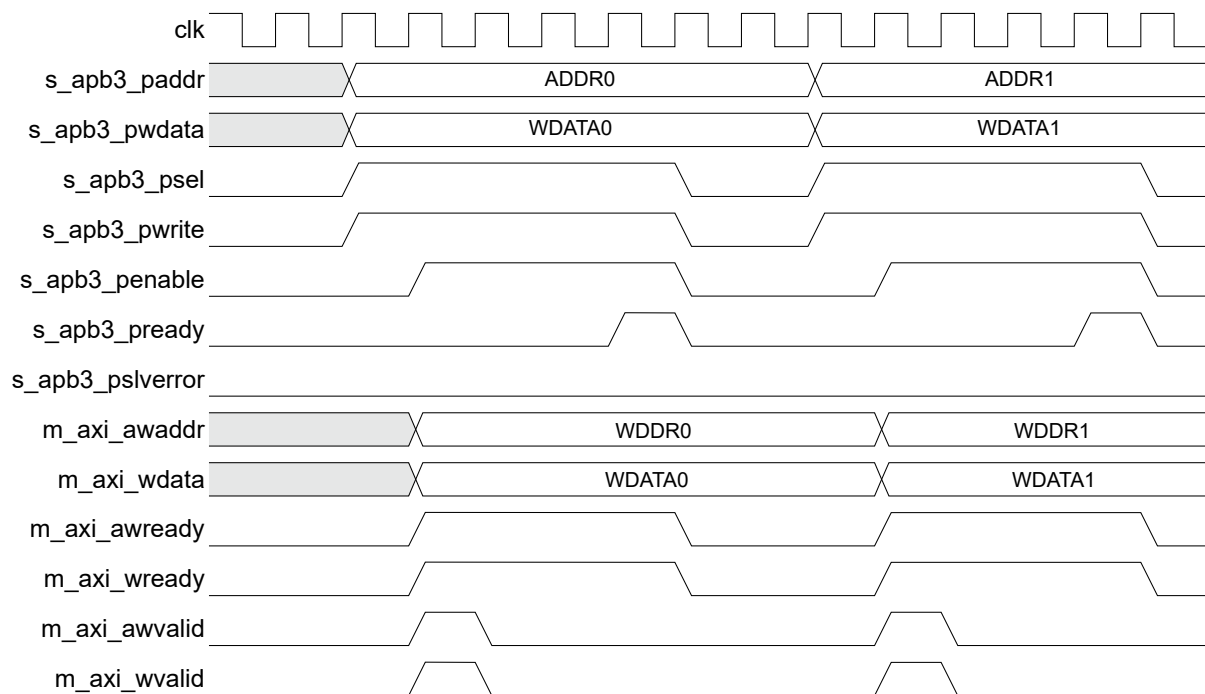 clk
s_apb3_paddr ADDR0 ADDR1
s_apb3_pwdata WDATA0 WDATA1
s_apb3_psel
s_apb3_pwrite
s_apb3_penable
s_apb3_pready
s_apb3_pslverror
m_axi_awaddr WDDR0 WDDR1
m_axi_wdata WDATA0 WDATA1
m_axi_awready
m_axi_wready
m_axi_awvalid
m_axi_wvalid